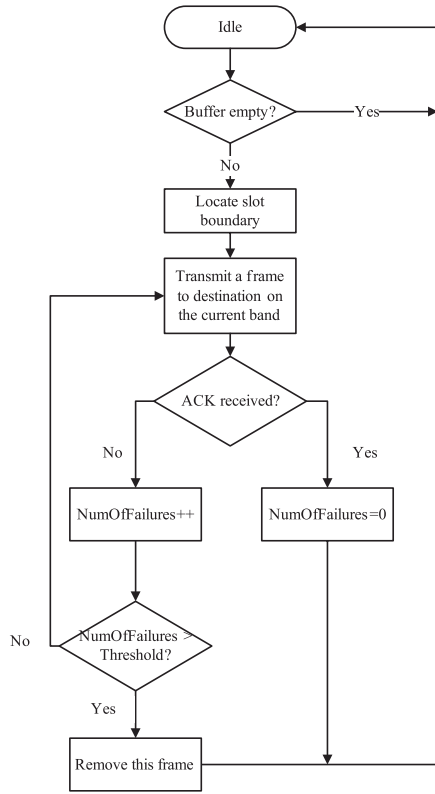 Idle
Buffer empty?
Yes
No
Locate slot
boundary
Transmit a frame
to destination on
the current band
ACK received?
No
Yes
NumOfFailures++
NumOfFailures=0
NumOfFailures >
Threshold?
No
Yes
Remove this frame